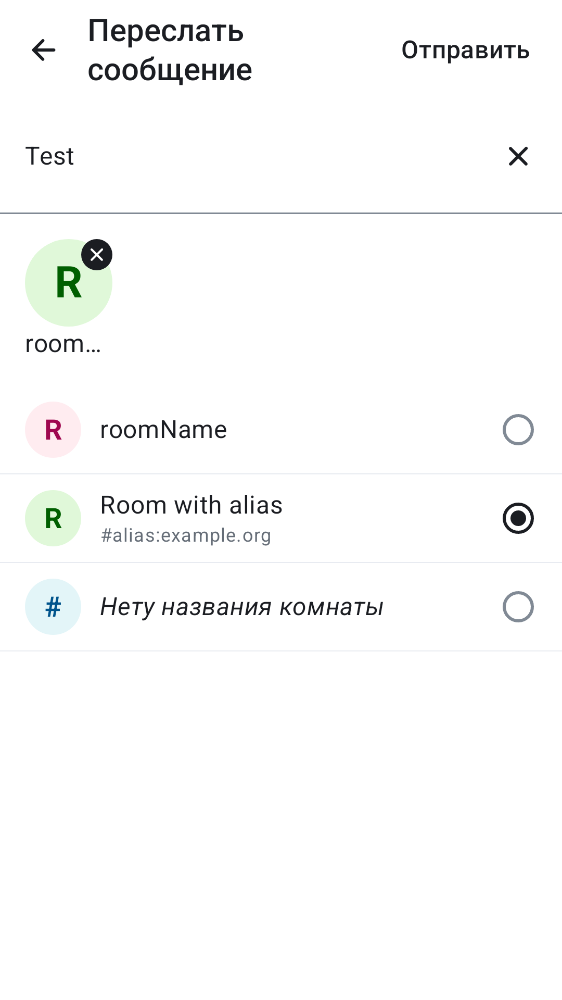 Переслать
сообщение
Отправить
Test
R
room…
R
roomName
R
Room with alias
#alias:example.org
#
Нету названия комнаты